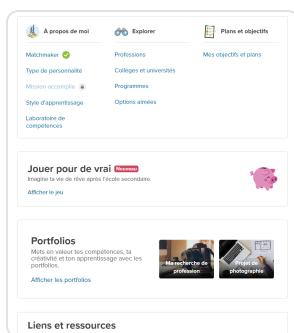 À propos de moi
Matchmaker
Type de personnalité
Mission accomplie
Style d'apprentissage
Laboratoire de
compétences
Explorer
Professions
Collèges et universités
Programmes
Options aimées
Plans et objectifs
Mes objectifs et plans
Jouer pour de vrai Nouveau
Imagine ta vie de rêve après l'école secondaire.
Afficher le jeu
Portfolios
Mets en valeur tes compétences, ta
créativité et ton apprentissage avec les
portfolios.
Afficher les portfolios
Ma recherche de
profession
Projet de
photographie
Liens et ressources